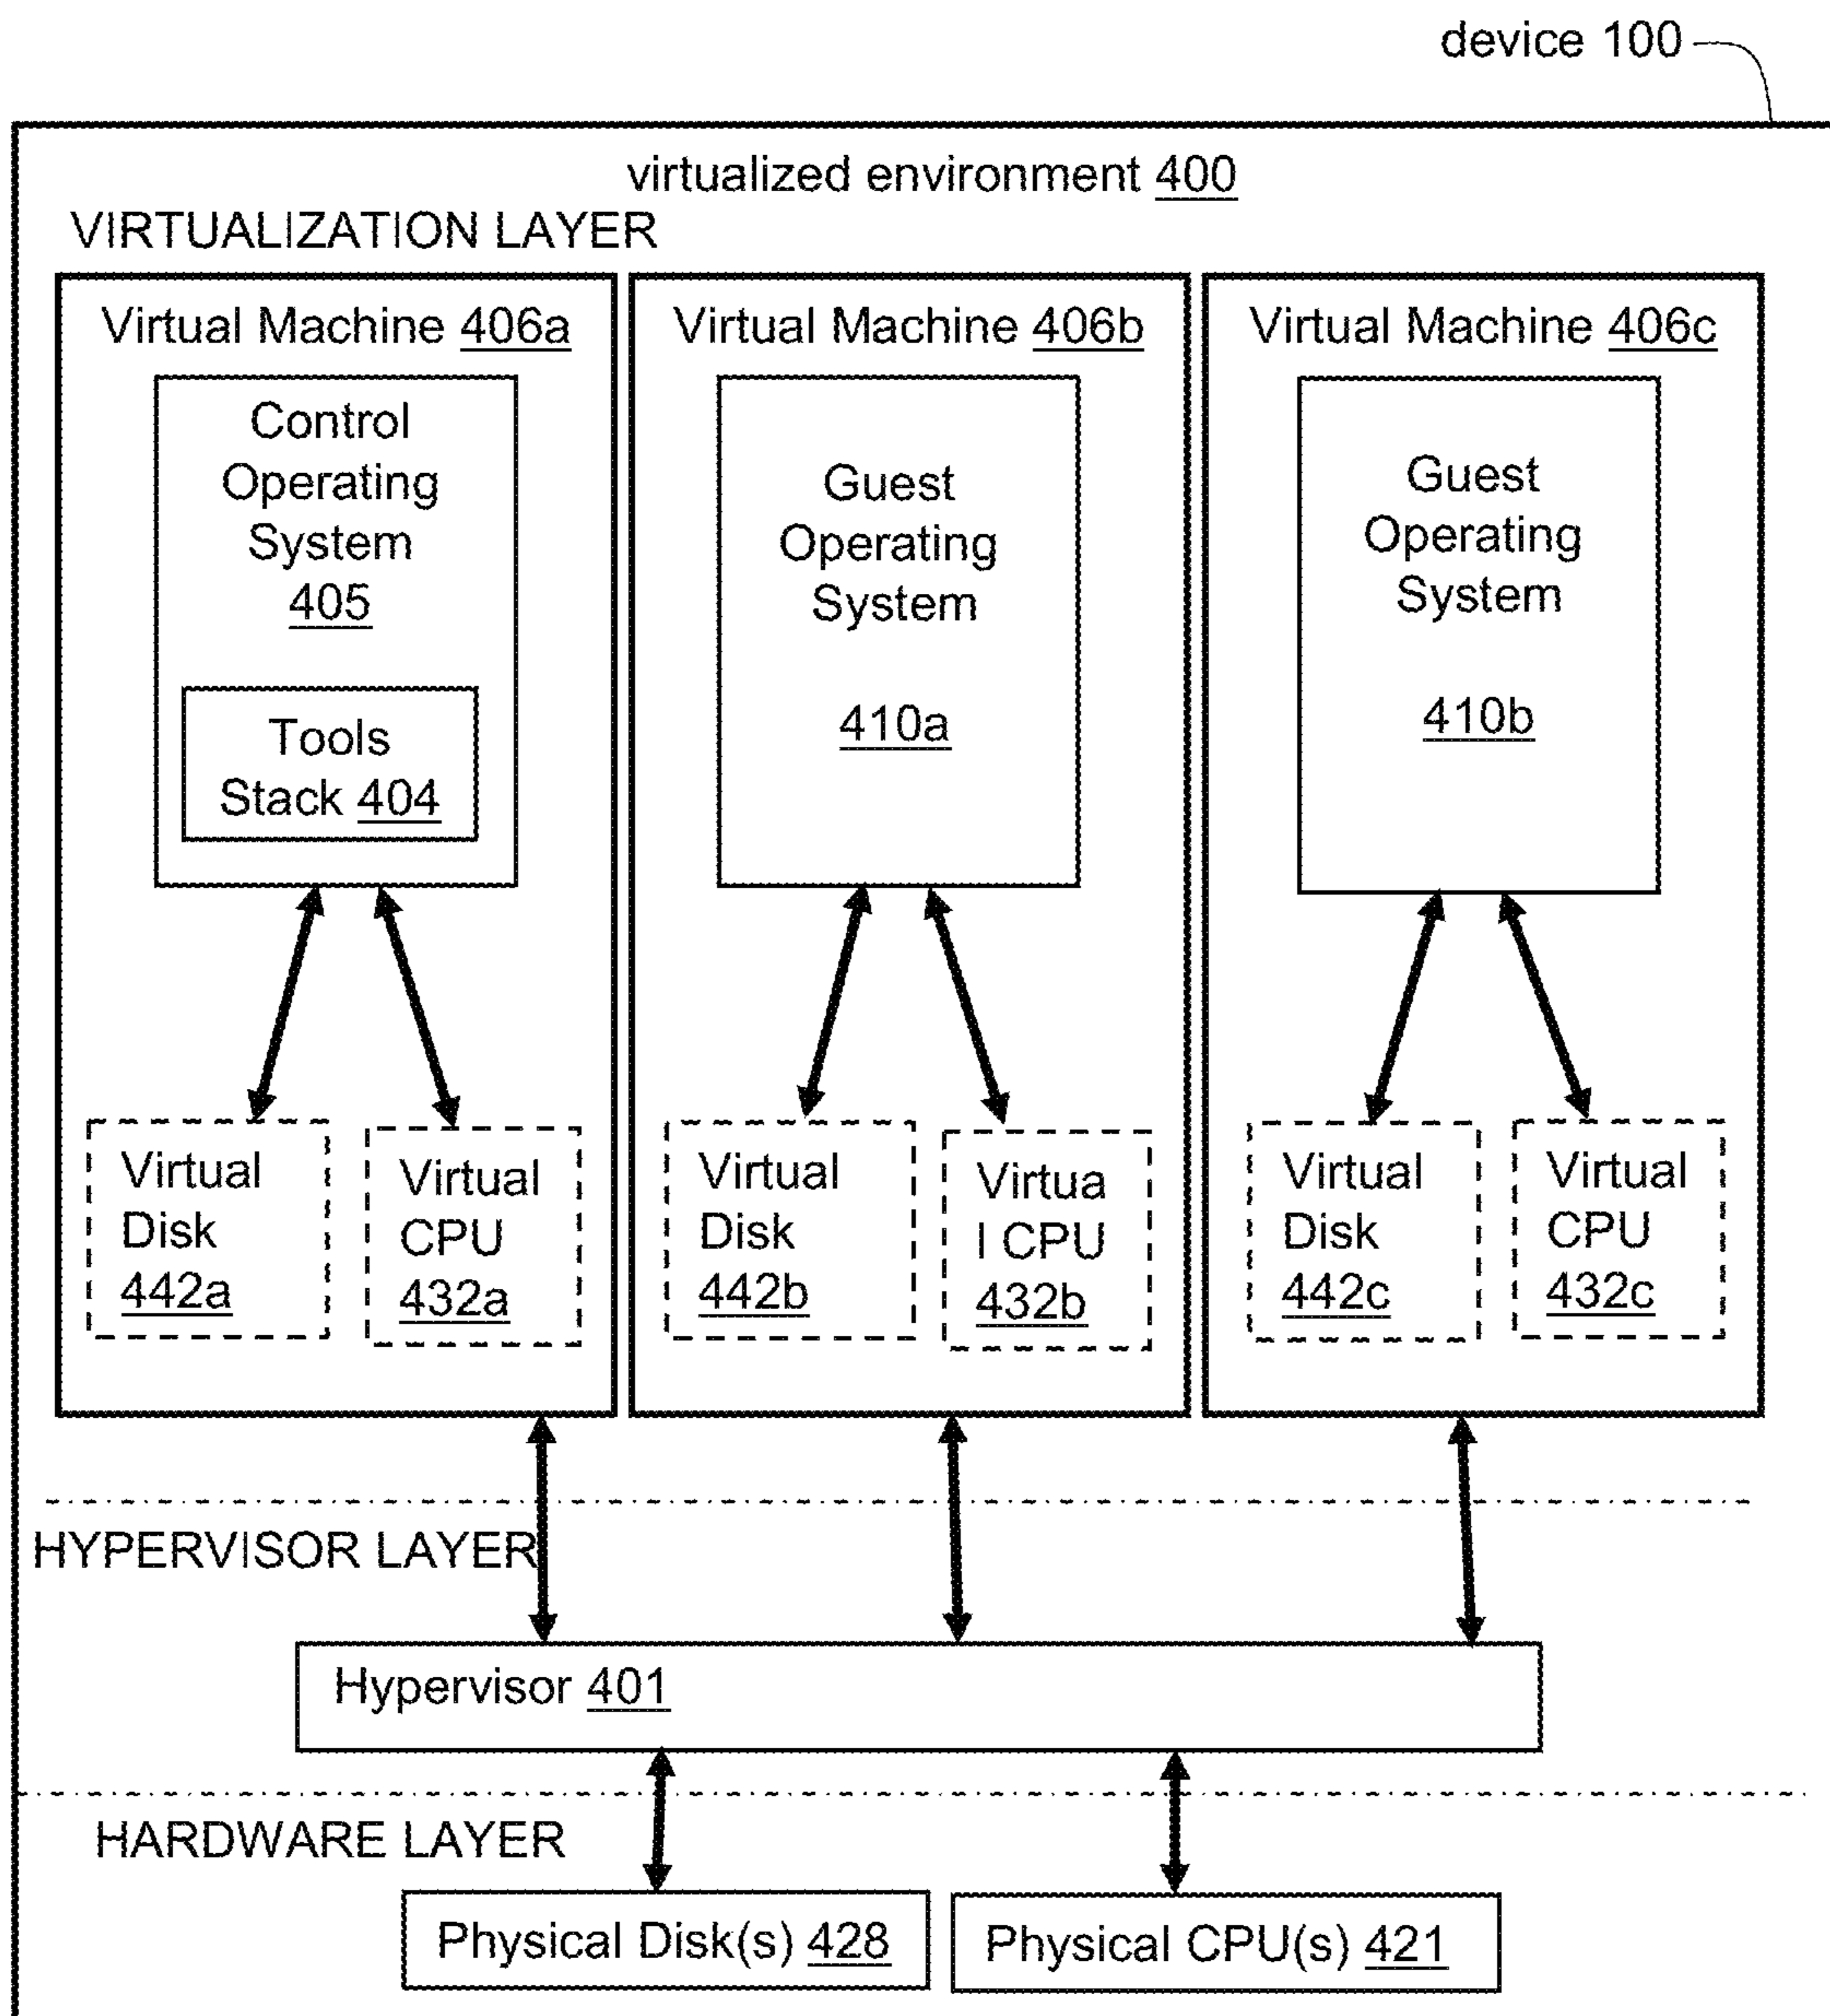 device 100
virtualized environment 400
VIRTUALIZATION LAYER
Virtual Machine 406a
Control
Operating
System
405
Tools
Stack 404
Virtual
Disk
442a
Virtual
CPU
432a
Virtual Machine 406b
Guest
Operating
System
410a
Virtual
Disk
442b
Virtua
l CPU
432b
Virtual Machine 406c
Guest
Operating
System
410b
Virtual
Disk
442c
Virtual
CPU
432c
HYPERVISOR LAYER
Hypervisor 401
HARDWARE LAYER
Physical Disk(s) 428
Physical CPU(s) 421